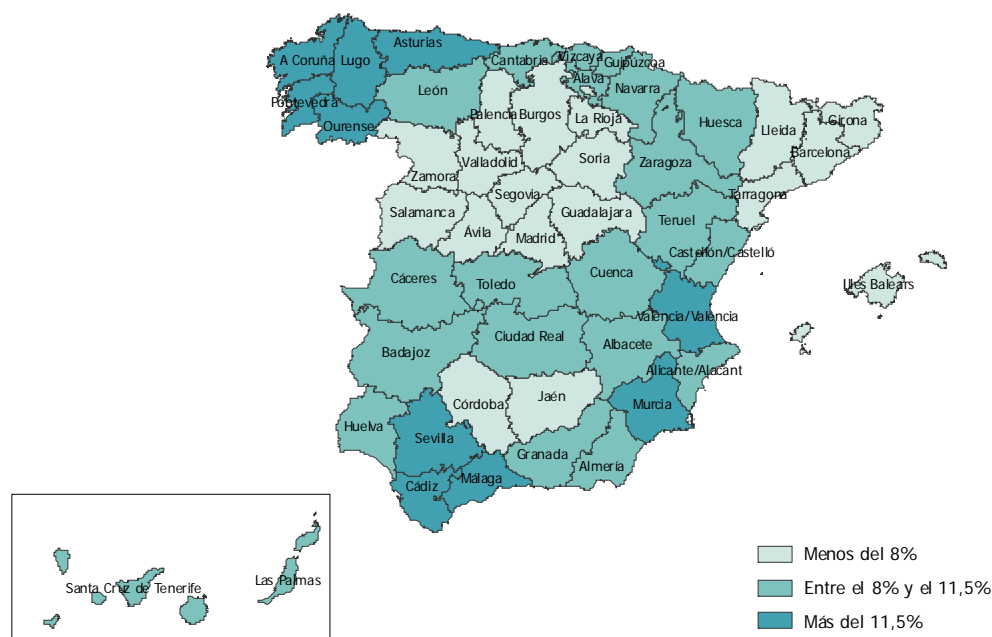 Asturias
A Coruña
Lugo
Cantabria
Vizcaya
Guipúzcoa
Alava
Navarra
León
Pontevedra
Ourense
Palencia
Burgos
La Rioja
Huesca
Lleida
Girona
Barcelona
Zaragoza
Soria
Valladolid
Zamora
Segovia
Tarragona
Salamanca
Guadalajara
Ávila
Madrid
Teruel
Castellón/Castelló
Cáceres
Toledo
Cuenca
Illes Balears
Valencia/València
Ciudad Real
Badajoz
Albacete
Alicante/Alacant
Córdoba
Jaén
Murcia
Huelva
Sevilla
Granada
Almería
Málaga
Cádiz
Santa Cruz de Tenerife
Las Palmas
Menos del 8%
Entre el 8% y el 11,5%
Más del 11,5%